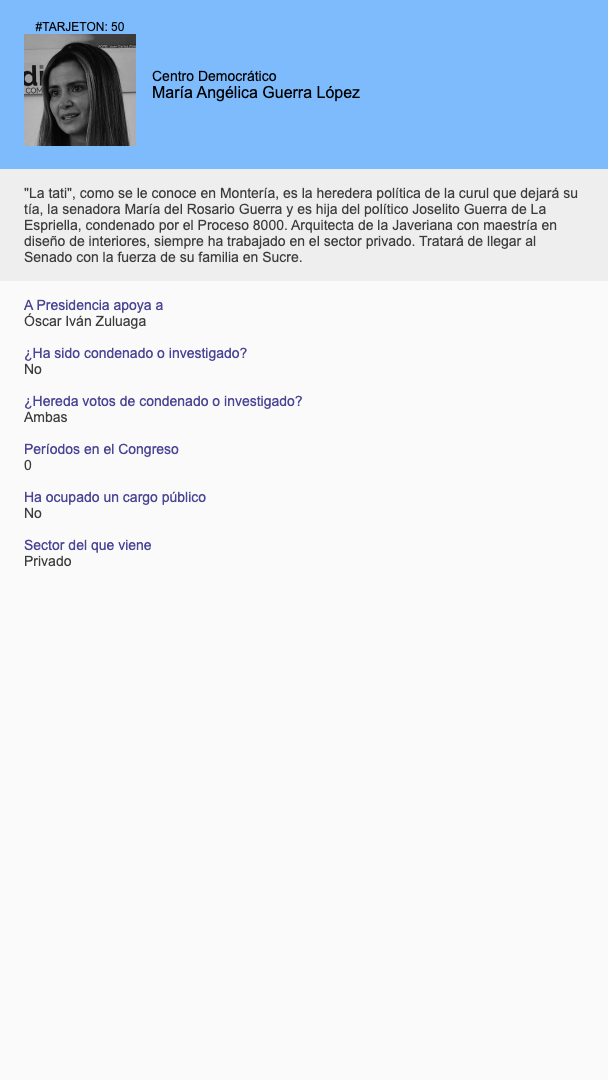 #TARJETON: 50
di
COM
Centro Democrático
María Angélica Guerra López
"La tati", como se le conoce en Montería, es la heredera política de la curul que dejará su
tía, la senadora María del Rosario Guerra y es hija del político Joselito Guerra de La
Espriella, condenado por el Proceso 8000. Arquitecta de la Javeriana con maestría en
diseño de interiores, siempre ha trabajado en el sector privado. Tratará de llegar al
Senado con la fuerza de su familia en Sucre.
A Presidencia apoya a
Óscar Iván Zuluaga
¿Ha sido condenado o investigado?
No
¿Hereda votos de condenado o investigado?
Ambas
Períodos en el Congreso
0
Ha ocupado un cargo público
No
Sector del que viene
Privado